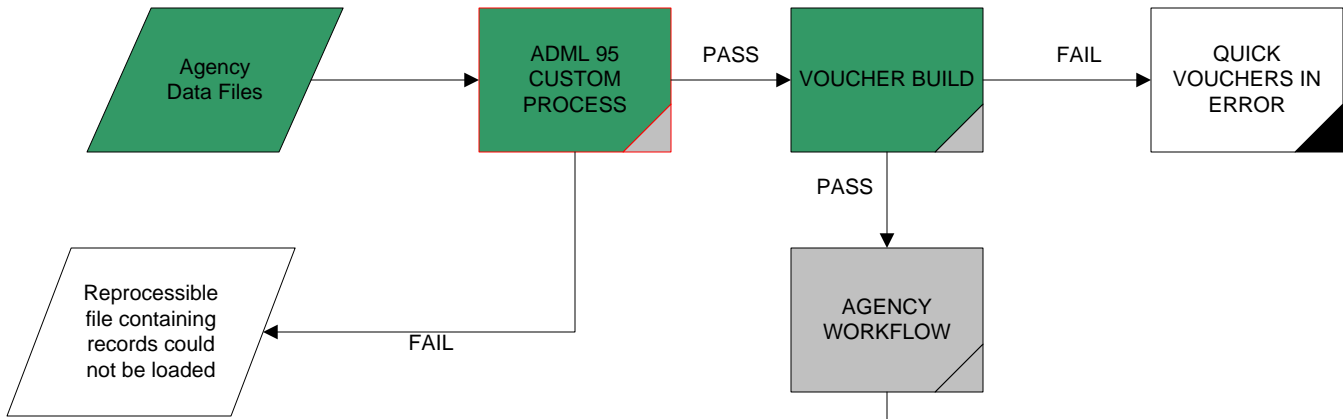 Agency
Data Files
ADML 95
CUSTOM
PROCESS
PASS
VOUCHER BUILD
FAIL
QUICK
VOUCHERS IN
ERROR
PASS
Reprocessible
file containing
records could
not be loaded
FAIL
AGENCY
WORKFLOW